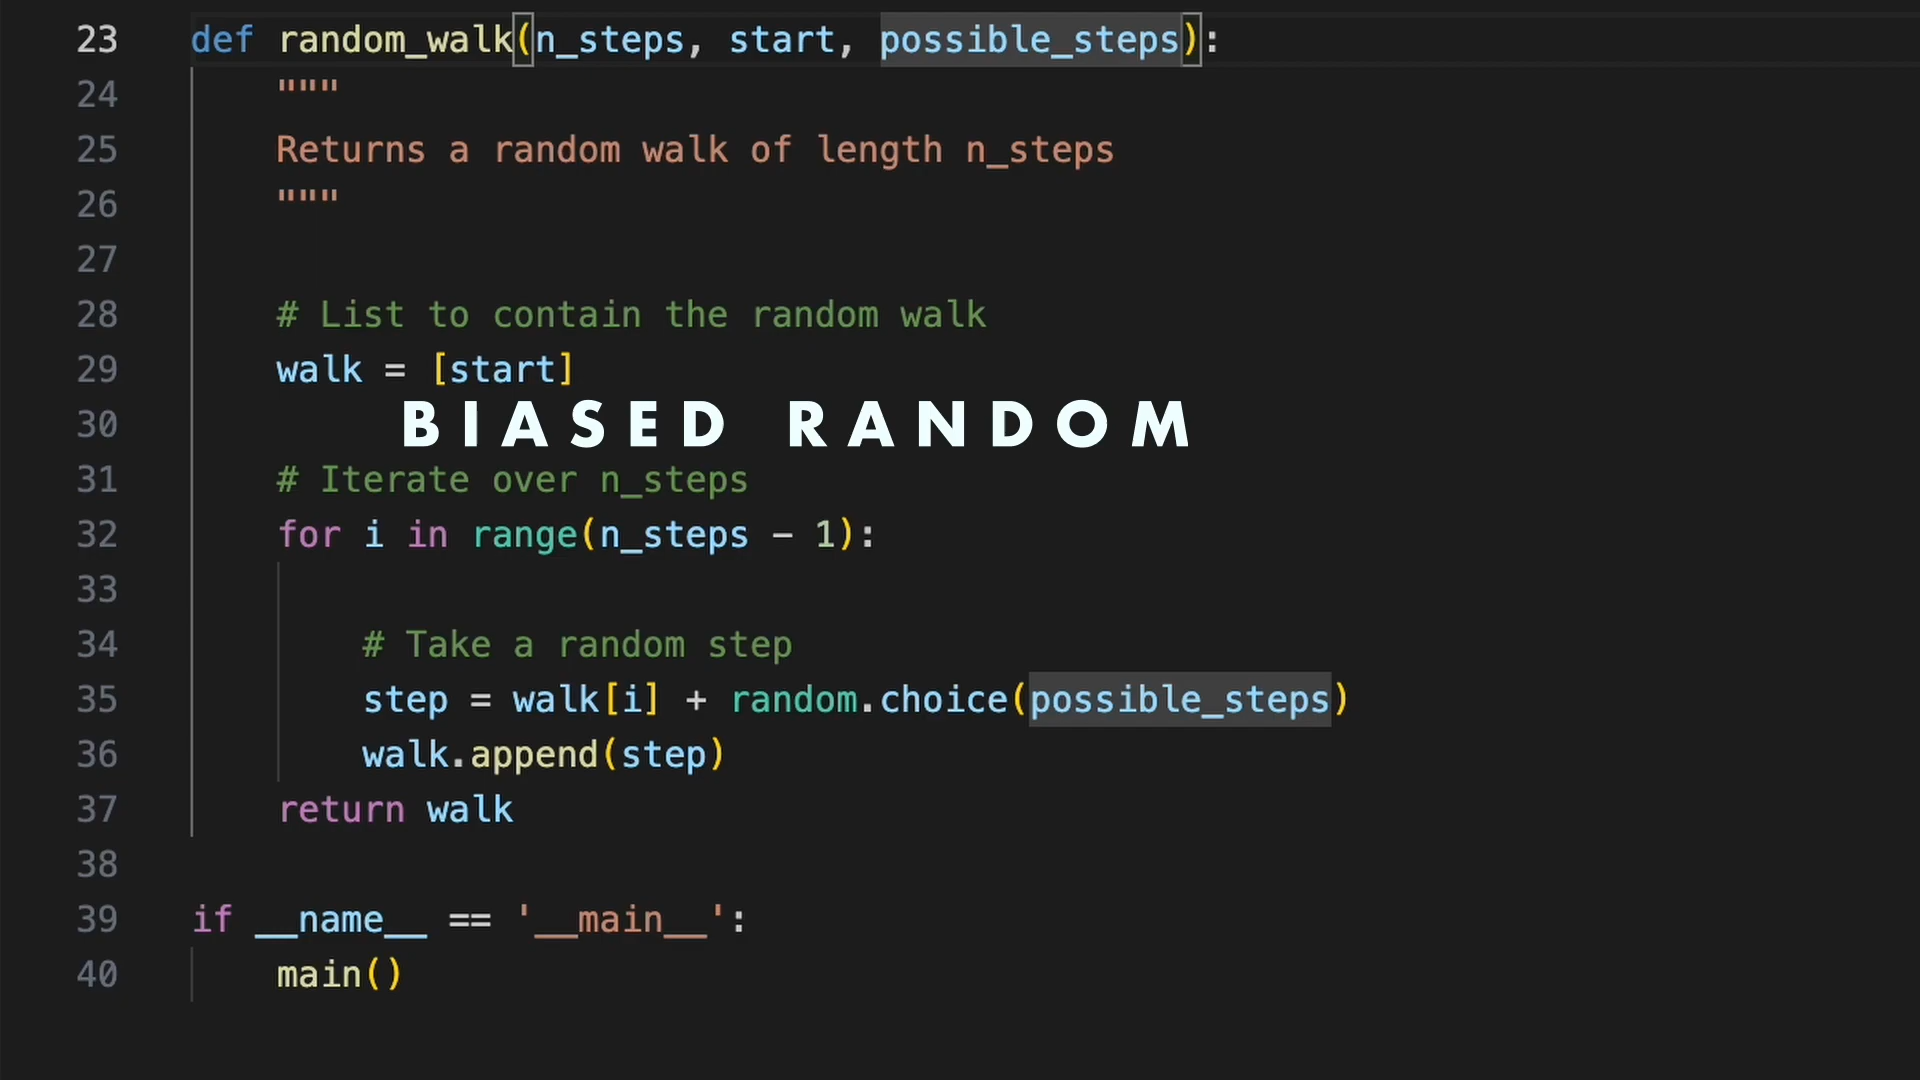 23 def random_walk(n_steps, start, possible_steps):
24 """
25 Returns a random walk of length n_steps
26 """
27
28 # List to contain the random walk
29 walk = [start]
30
BIASED RANDOM
31 # Iterate over n_steps
32 for i in range(n_steps - 1):
33
34 # Take a random step
35 step = walk[i] + random.choice(possible_steps)
36 walk.append(step)
37 return walk
38
39 if __name__ == '__main__':
40 main()